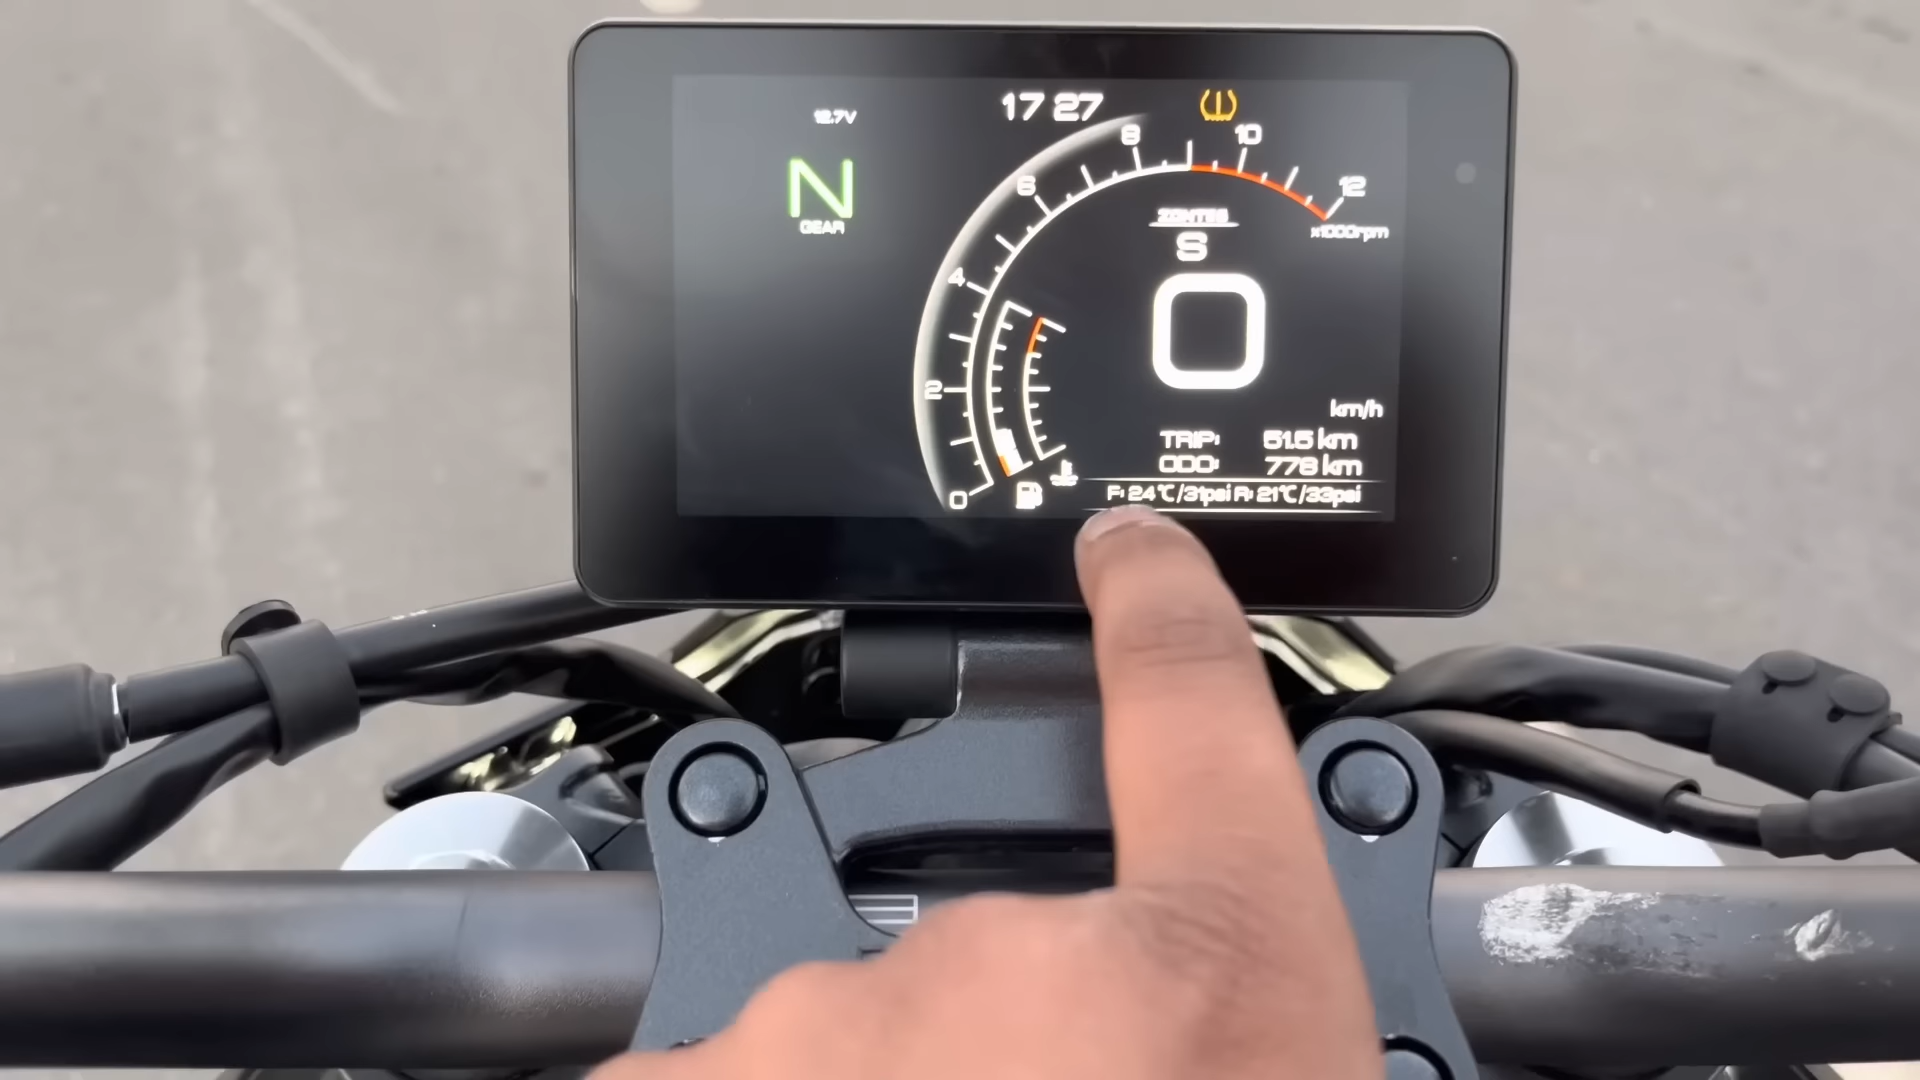 12.7V
17 27
N
GEAR
0
2
4
6
8
10
12
x1000rpm
ZONTES
S
0
km/h
TRIP: 51.5 km
ODO: 778 km
F: 24℃/31psi R: 21℃/33psi